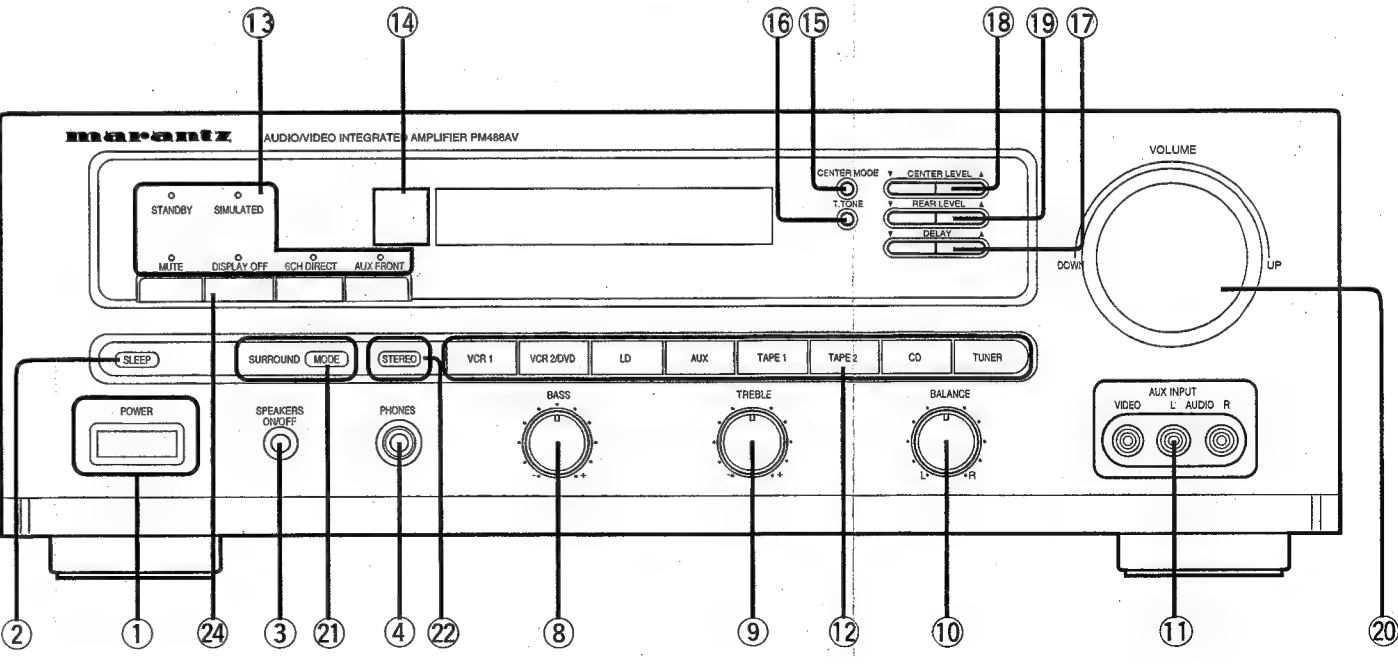 ⑬ ⑭ ⑯ ⑮ ⑱ ⑲ ⑰
marantz AUDIO/VIDEO INTEGRATED AMPLIFIER PM488AV
VOLUME
CENTER MODE ▼ CENTER LEVEL ▲
STANDBY SIMULATED
T.TONE ▼ REAR LEVEL ▲
▼ DELAY ▲
MUTE DISPLAY OFF 6CH DIRECT AUX FRONT
DOWN UP
SLEEP SURROUND MODE STEREO VCR 1 VCR 2/DVD LD AUX TAPE 1 TAPE 2 CD TUNER
POWER SPEAKERS ON/OFF PHONES BASS TREBLE BALANCE
AUX INPUT
VIDEO L AUDIO R
- + - + L R
② ① ㉔ ③ ㉑ ④ ㉒ ⑧ ⑨ ⑫ ⑩ ⑪ ⑳